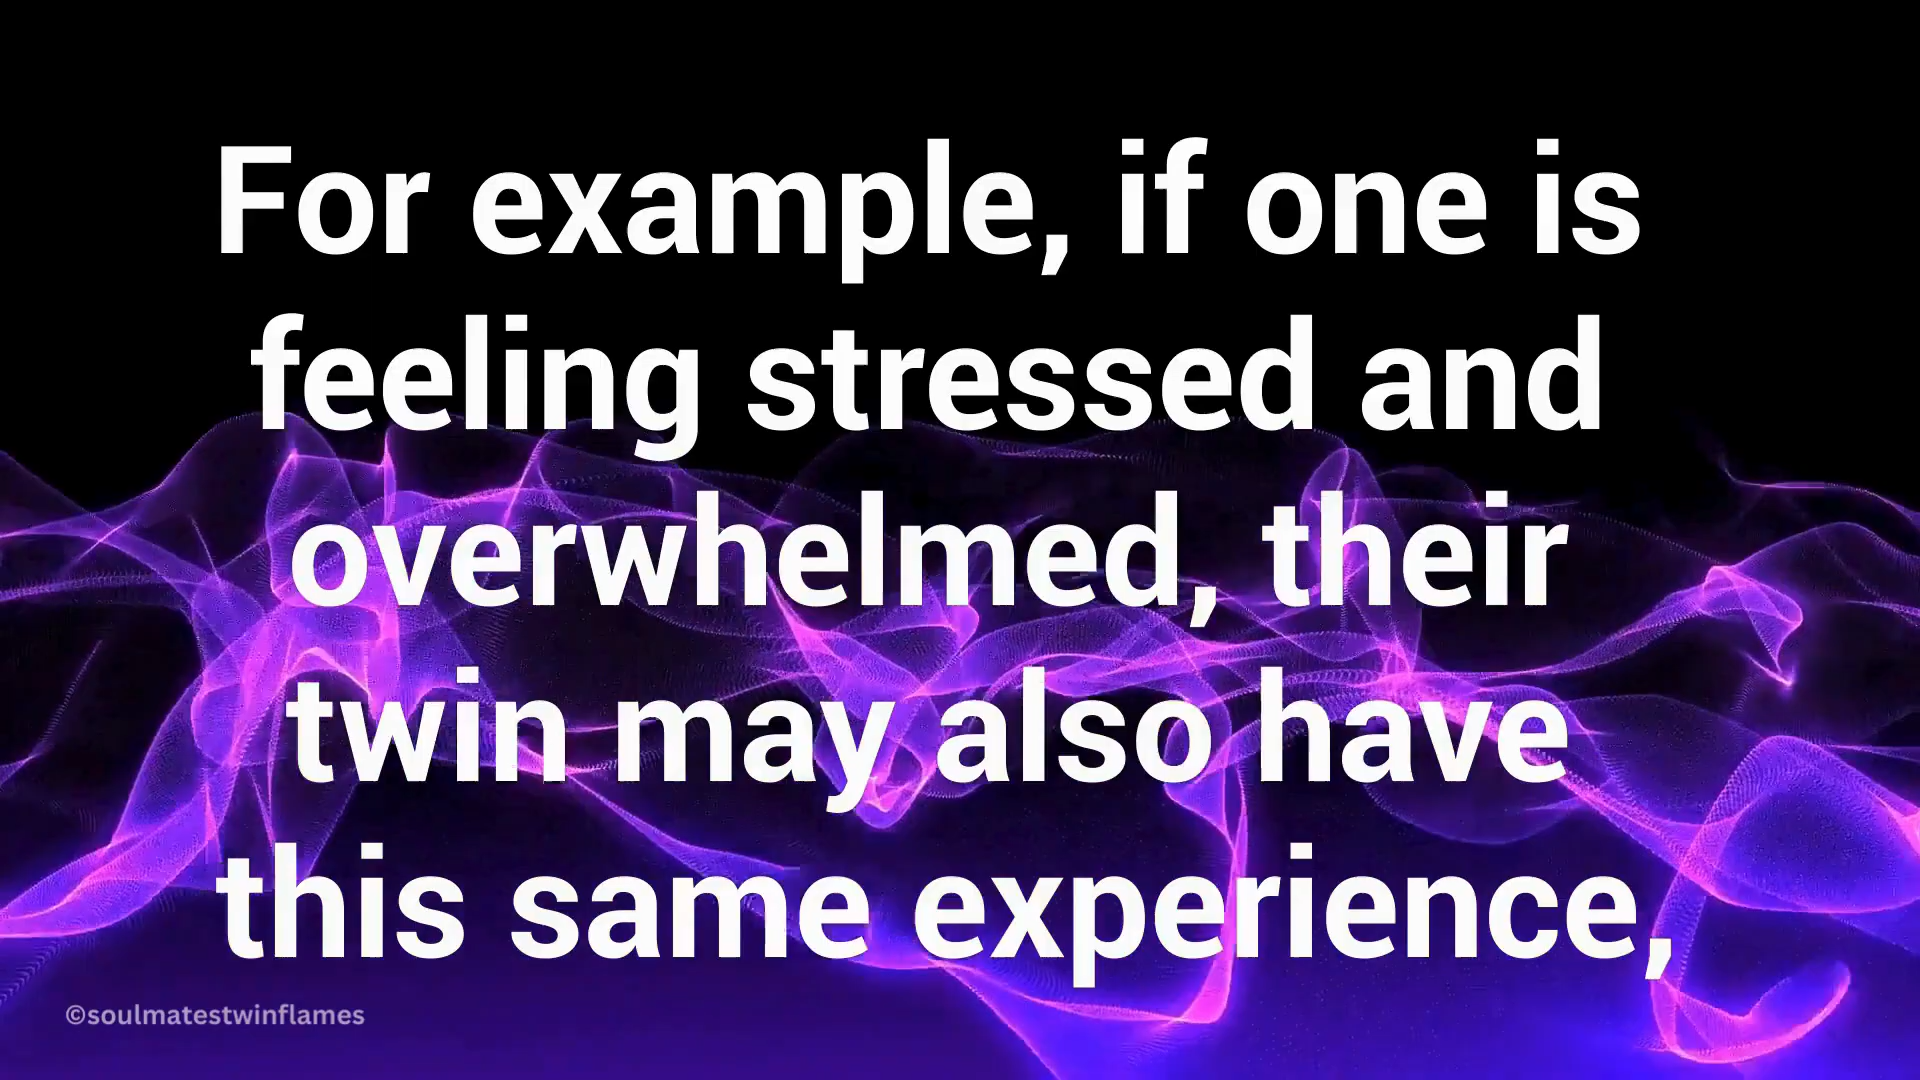 For example, if one is
feeling stressed and
overwhelmed, their
twin may also have
this same experience,
©soulmatestwinflames